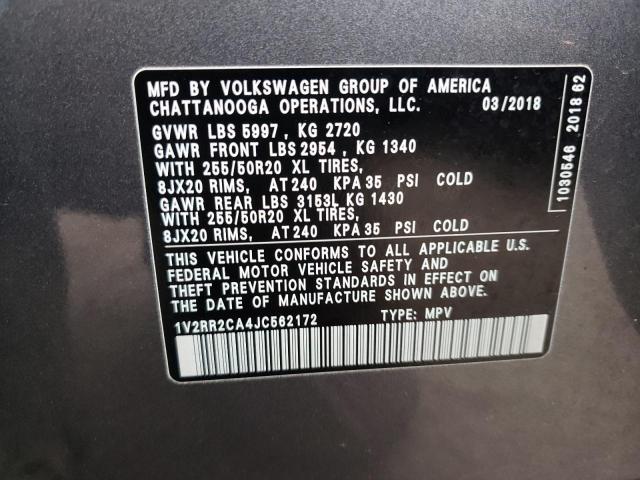 MFD BY VOLKSWAGEN GROUP OF AMERICA
CHATTANOOGA OPERATIONS, LLC. 03/2018
GVWR LBS 5997 , KG 2720
GAWR FRONT LBS 2954 , KG 1340
WITH 255/50R20 XL TIRES,
8JX20 RIMS, AT 240 KPA 35 PSI COLD
GAWR REAR LBS 3153L KG 1430
WITH 255/50R20 XL TIRES,
8JX20 RIMS, AT 240 KPA 35 PSI COLD
THIS VEHICLE CONFORMS TO ALL APPLICABLE U.S.
FEDERAL MOTOR VEHICLE SAFETY AND
THEFT PREVENTION STANDARDS IN EFFECT ON
THE DATE OF MANUFACTURE SHOWN ABOVE.
1V2RR2CA4JC562172 TYPE: MPV
1030546 2018 62